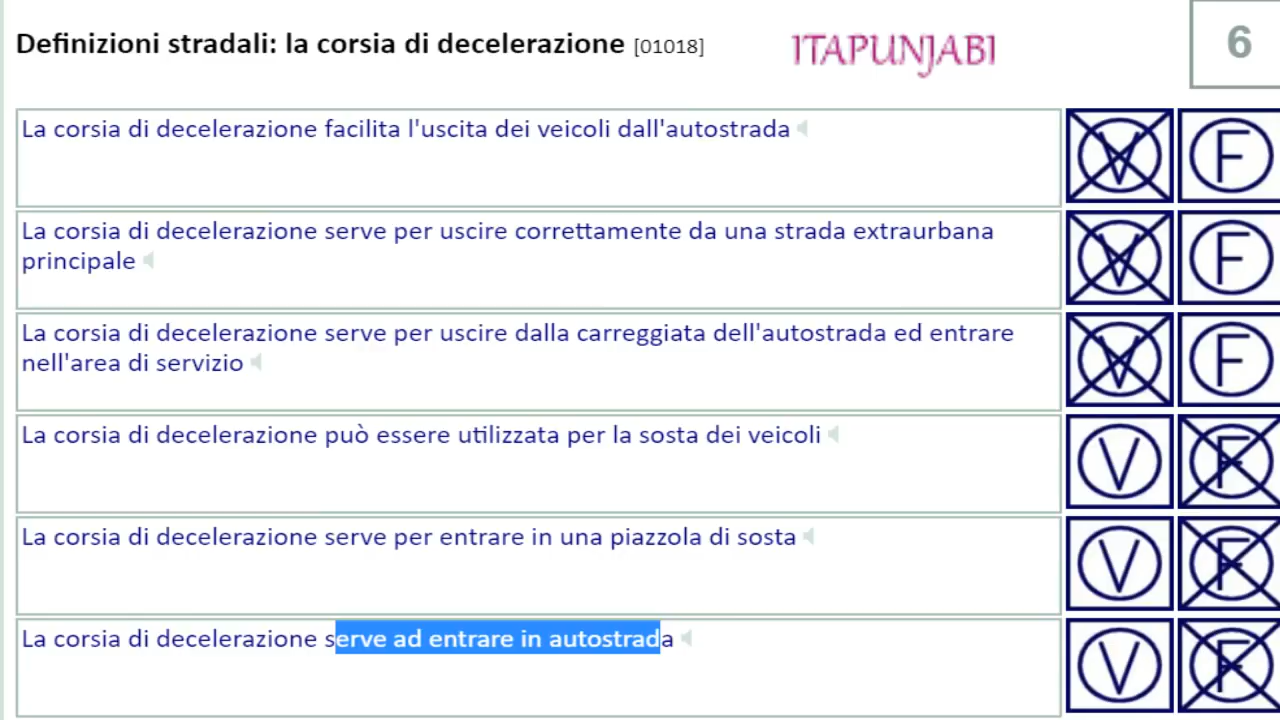 Definizioni stradali: la corsia di decelerazione [01018]
ITAPUNJABI
6
La corsia di decelerazione facilita l'uscita dei veicoli dall'autostrada
V F
La corsia di decelerazione serve per uscire correttamente da una strada extraurbana
principale
V F
La corsia di decelerazione serve per uscire dalla carreggiata dell'autostrada ed entrare
nell'area di servizio
V F
La corsia di decelerazione può essere utilizzata per la sosta dei veicoli
V F
La corsia di decelerazione serve per entrare in una piazzola di sosta
V F
La corsia di decelerazione serve ad entrare in autostrada
V F